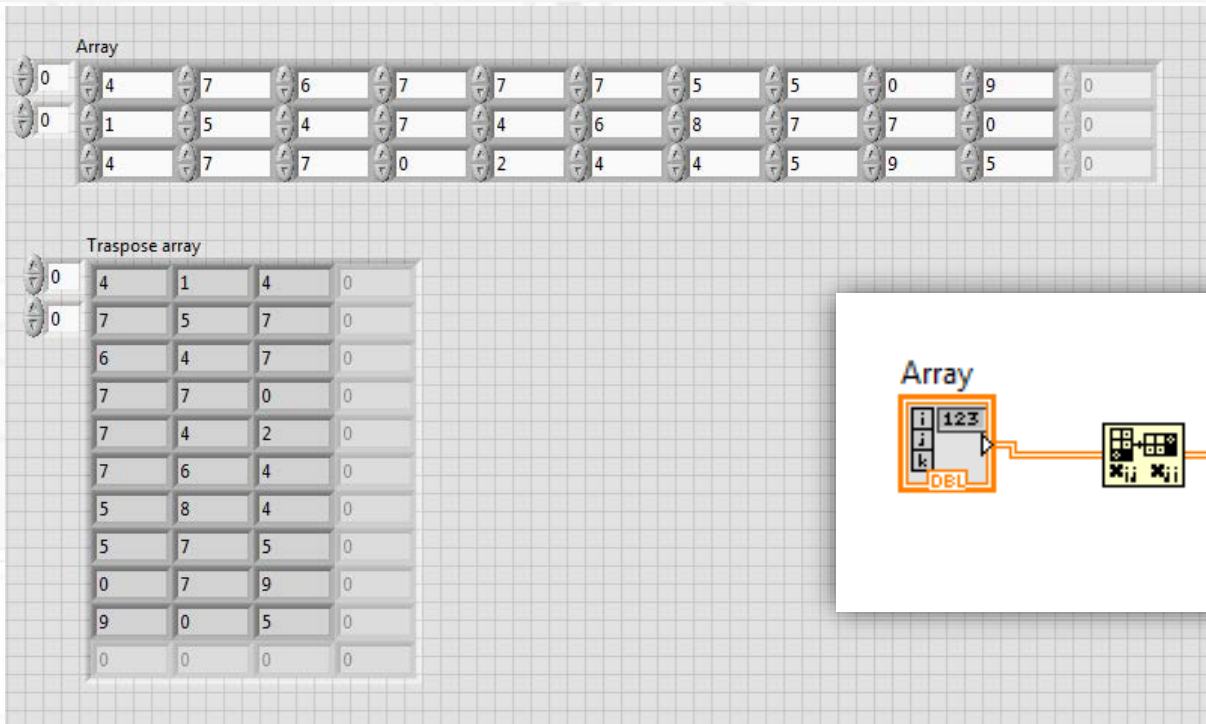 Array
0 4 7 6 7 7 7 5 5 0 9 0
0 1 5 4 7 4 6 8 7 7 0 0
4 7 7 0 2 4 4 5 9 5 0
Traspose array
0 4 1 4 0
0 7 5 7 0
6 4 7 0
7 7 0 0
7 4 2 0
7 6 4 0
5 8 4 0
5 7 5 0
0 7 9 0
9 0 5 0
0 0 0 0
Array
i 123
j
k
DBL
xij xji